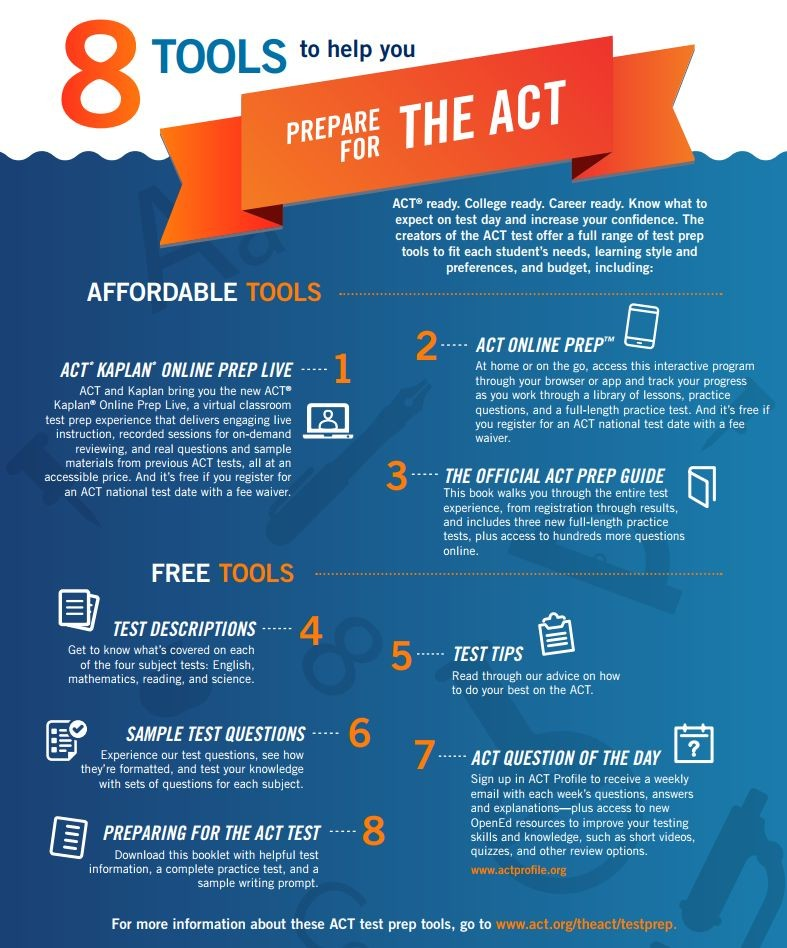 8 TOOLS to help you
PREPARE
FOR
THE ACT
ACT® ready. College ready. Career ready. Know what to
expect on test day and increase your confidence. The
creators of the ACT test offer a full range of test prep
tools to fit each student's needs, learning style and
preferences, and budget, including:
AFFORDABLE TOOLS
ACT® KAPLAN® ONLINE PREP LIVE ----- 1
ACT and Kaplan bring you the new ACT®
Kaplan® Online Prep Live, a virtual classroom
test prep experience that delivers engaging live
instruction, recorded sessions for on-demand
reviewing, and real questions and sample
materials from previous ACT tests, all at an
accessible price. And it's free if you register for
an ACT national test date with a fee waiver.
2 ----- ACT ONLINE PREP™
At home or on the go, access this interactive program
through your browser or app and track your progress
as you work through a library of lessons, practice
questions, and a full-length practice test. And it's free if
you register for an ACT national test date with a fee
waiver.
3 ----- THE OFFICIAL ACT PREP GUIDE
This book walks you through the entire test
experience, from registration through results,
and includes three new full-length practice
tests, plus access to hundreds more questions
online.
FREE TOOLS
TEST DESCRIPTIONS ------ 4
Get to know what's covered on each
of the four subject tests: English,
mathematics, reading, and science.
5 ----- TEST TIPS
Read through our advice on how
to do your best on the ACT.
SAMPLE TEST QUESTIONS ----- 6
Experience our test questions, see how
they're formatted, and test your knowledge
with sets of questions for each subject.
7 ----- ACT QUESTION OF THE DAY
?
Sign up in ACT Profile to receive a weekly
email with each week's questions, answers
and explanations—plus access to new
OpenEd resources to improve your testing
skills and knowledge, such as short videos,
quizzes, and other review options.
www.actprofile.org
PREPARING FOR THE ACT TEST ----- 8
Download this booklet with helpful test
information, a complete practice test, and a
sample writing prompt.
For more information about these ACT test prep tools, go to www.act.org/theact/testprep.